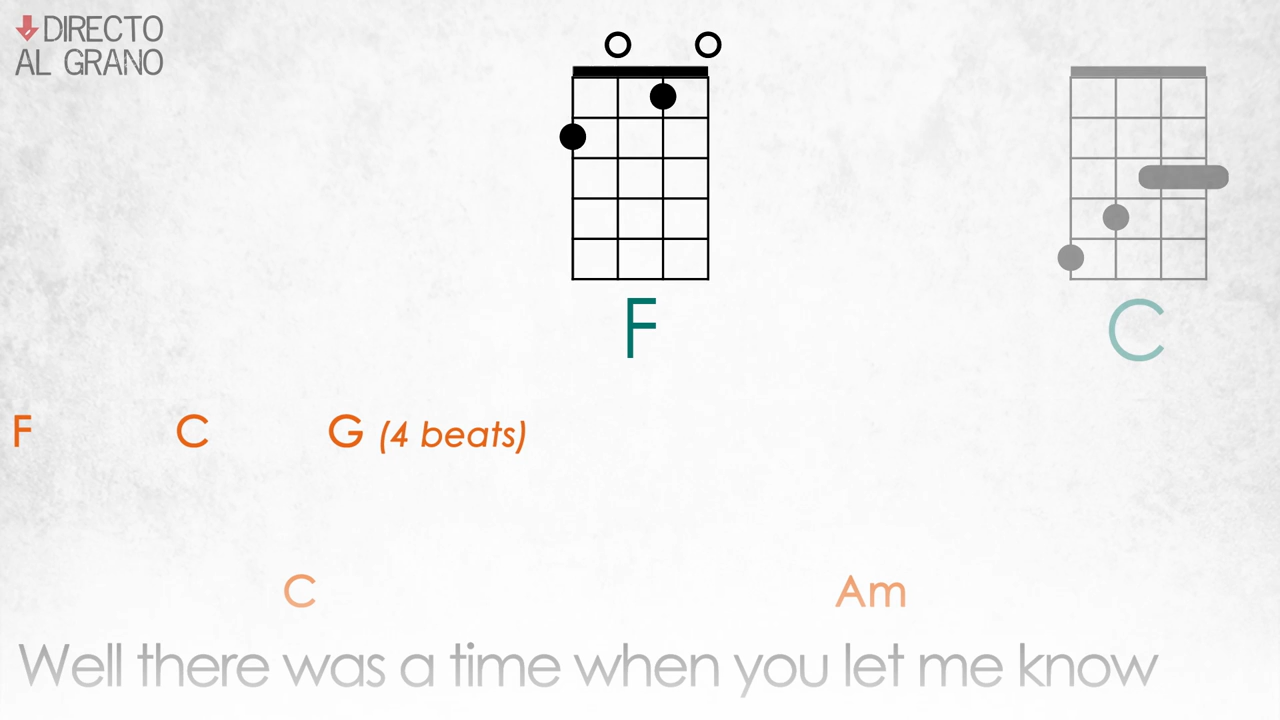 DIRECTO
AL GRANO
F
C
F C G (4 beats)
C Am
Well there was a time when you let me know